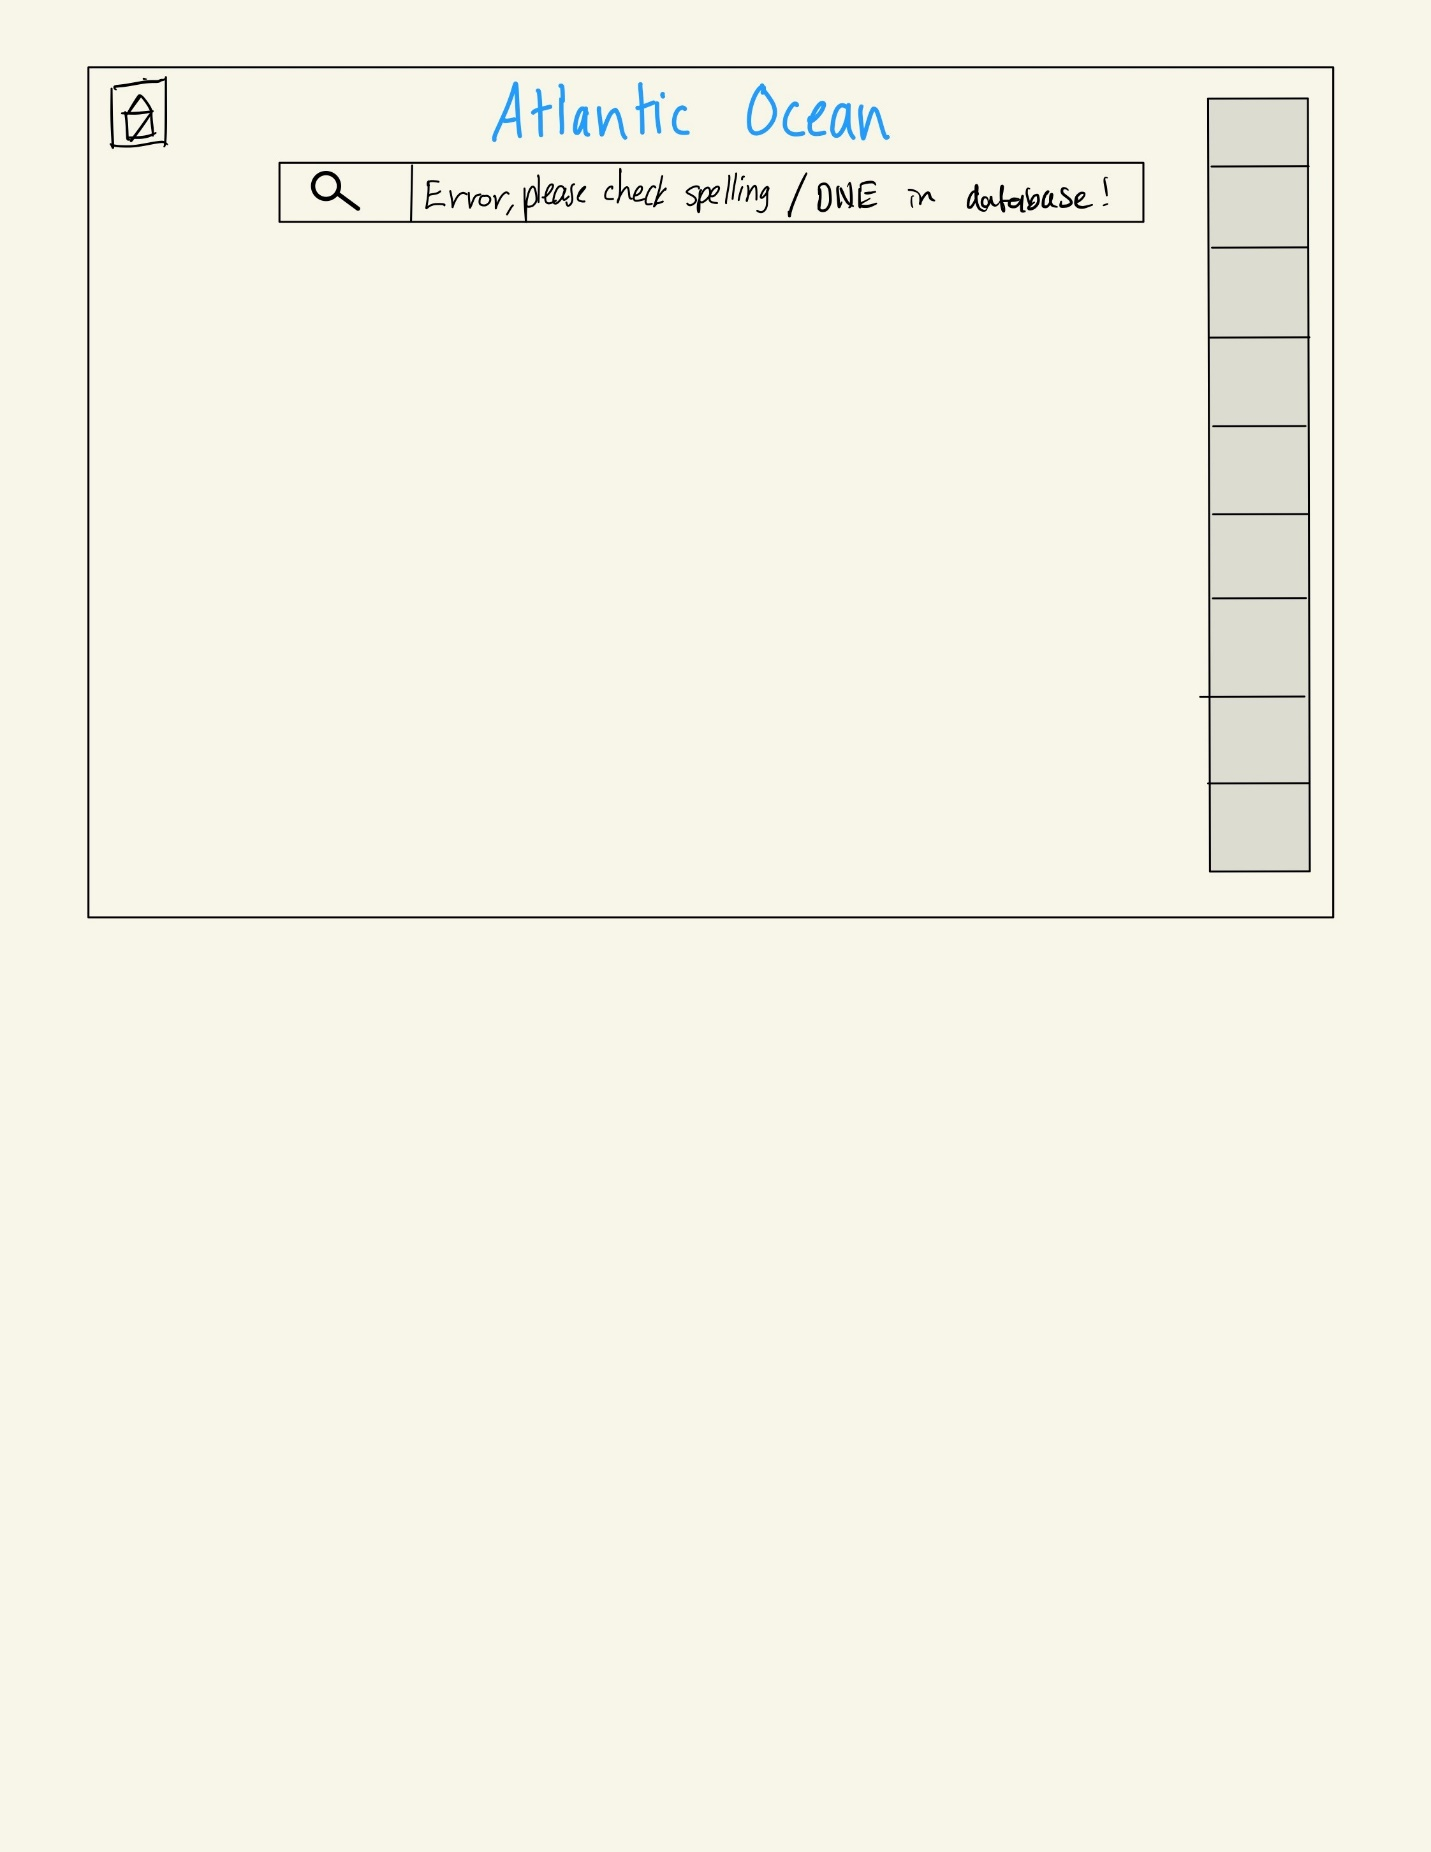 Atlantic Ocean
Error, please check spelling / DNE in database!